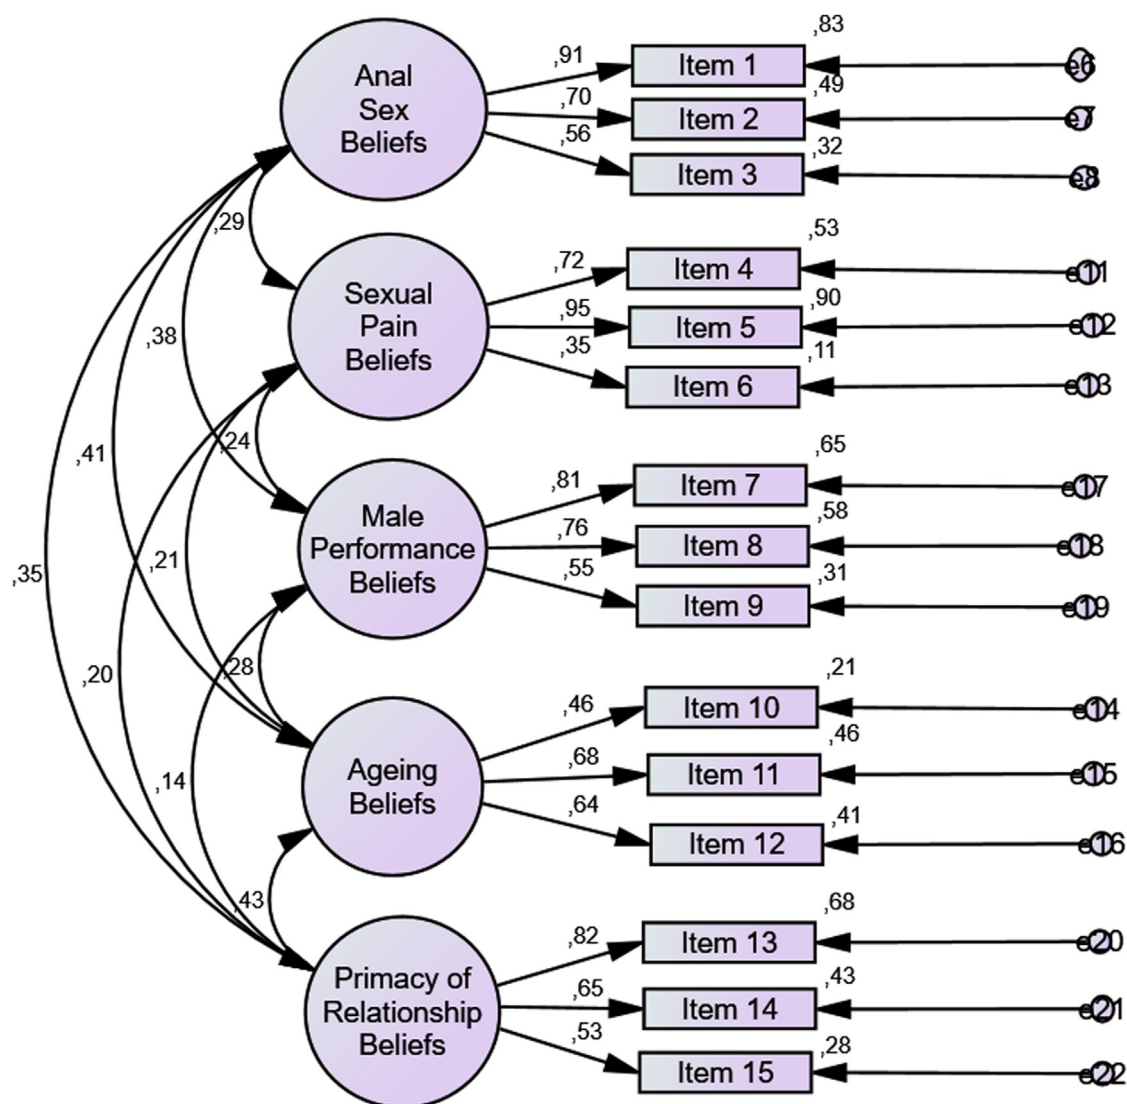 ,83
Anal
Sex
Beliefs
,91
Item 1
e6
,49
,70
Item 2
e7
,32
,56
Item 3
e8
,29
,53
Sexual
Pain
Beliefs
,72
Item 4
e11
,90
,95
Item 5
e12
,11
,35
Item 6
e13
,38
,24
,41
,65
Male
Performance
Beliefs
,81
Item 7
e17
,58
,76
Item 8
e18
,31
,55
Item 9
e19
,21
,35
,28
,20
,21
Ageing
Beliefs
,46
Item 10
e14
,46
,68
Item 11
e15
,41
,64
Item 12
e16
,14
,43
,68
Primacy of
Relationship
Beliefs
,82
Item 13
e20
,43
,65
Item 14
e21
,28
,53
Item 15
e22